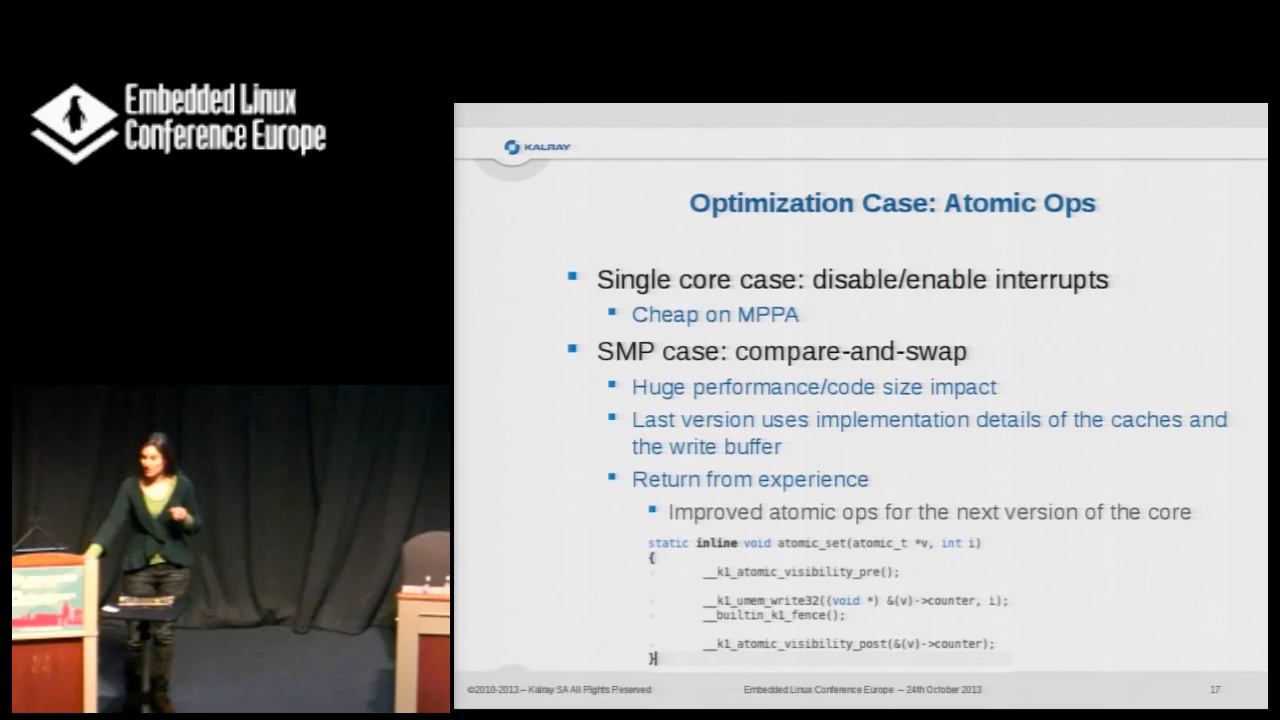 Embedded Linux
Conference Europe
KALRAY
Optimization Case: Atomic Ops
Single core case: disable/enable interrupts
Cheap on MPPA
SMP case: compare-and-swap
Huge performance/code size impact
Last version uses implementation details of the caches and
the write buffer
Return from experience
Improved atomic ops for the next version of the core
static inline void atomic_set(atomic_t *v, int i)
{
__k1_atomic_visibility_pre();
__k1_umem_write32((void *) &(v)->counter, i);
__builtin_k1_fence();
__k1_atomic_visibility_post(&(v)->counter);
}
©2010-2013 – Kalray SA All Rights Reserved
Embedded Linux Conference Europe – 24th October 2013
17